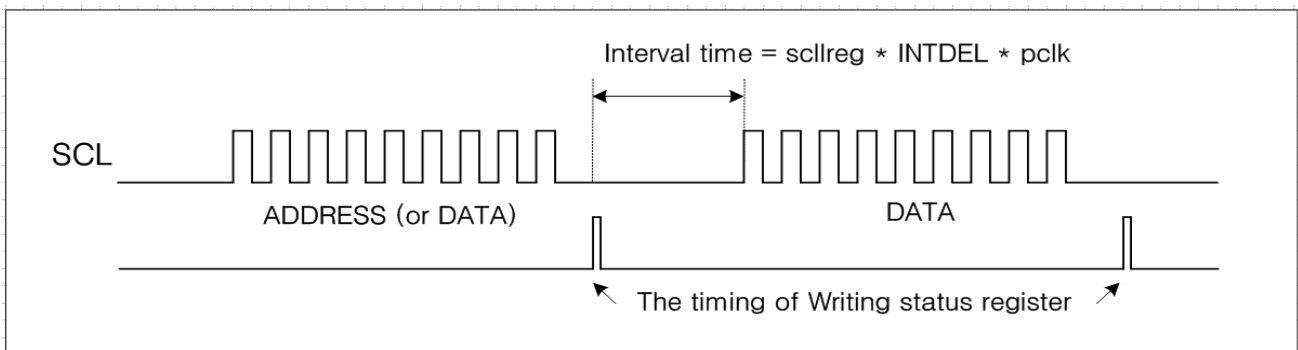 Interval time = scllreg * INTDEL * pclk
SCL
ADDRESS (or DATA)
DATA
The timing of Writing status register